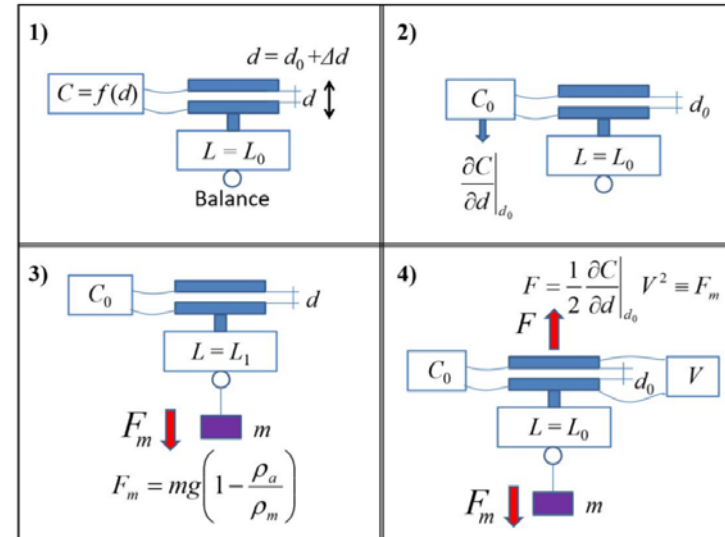 1)
d = d₀ + Δd
C = f(d)
d
L = L₀
Balance
2)
C₀
d₀
∂C/∂d|d₀
L = L₀
3)
C₀
d
L = L₁
Fₘ
m
Fₘ = mg(1 − ρₐ/ρₘ)
4)
F = 1/2 ∂C/∂d|d₀ V² ≡ Fₘ
F
C₀
d₀
V
L = L₀
Fₘ
m